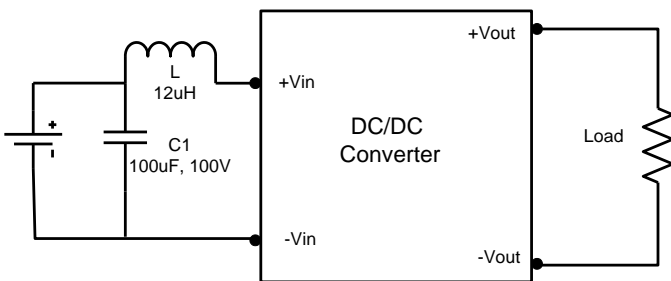 +Vout
L
12uH
+Vin
C1
100uF, 100V
DC/DC
Converter
Load
-Vin
-Vout
+
-